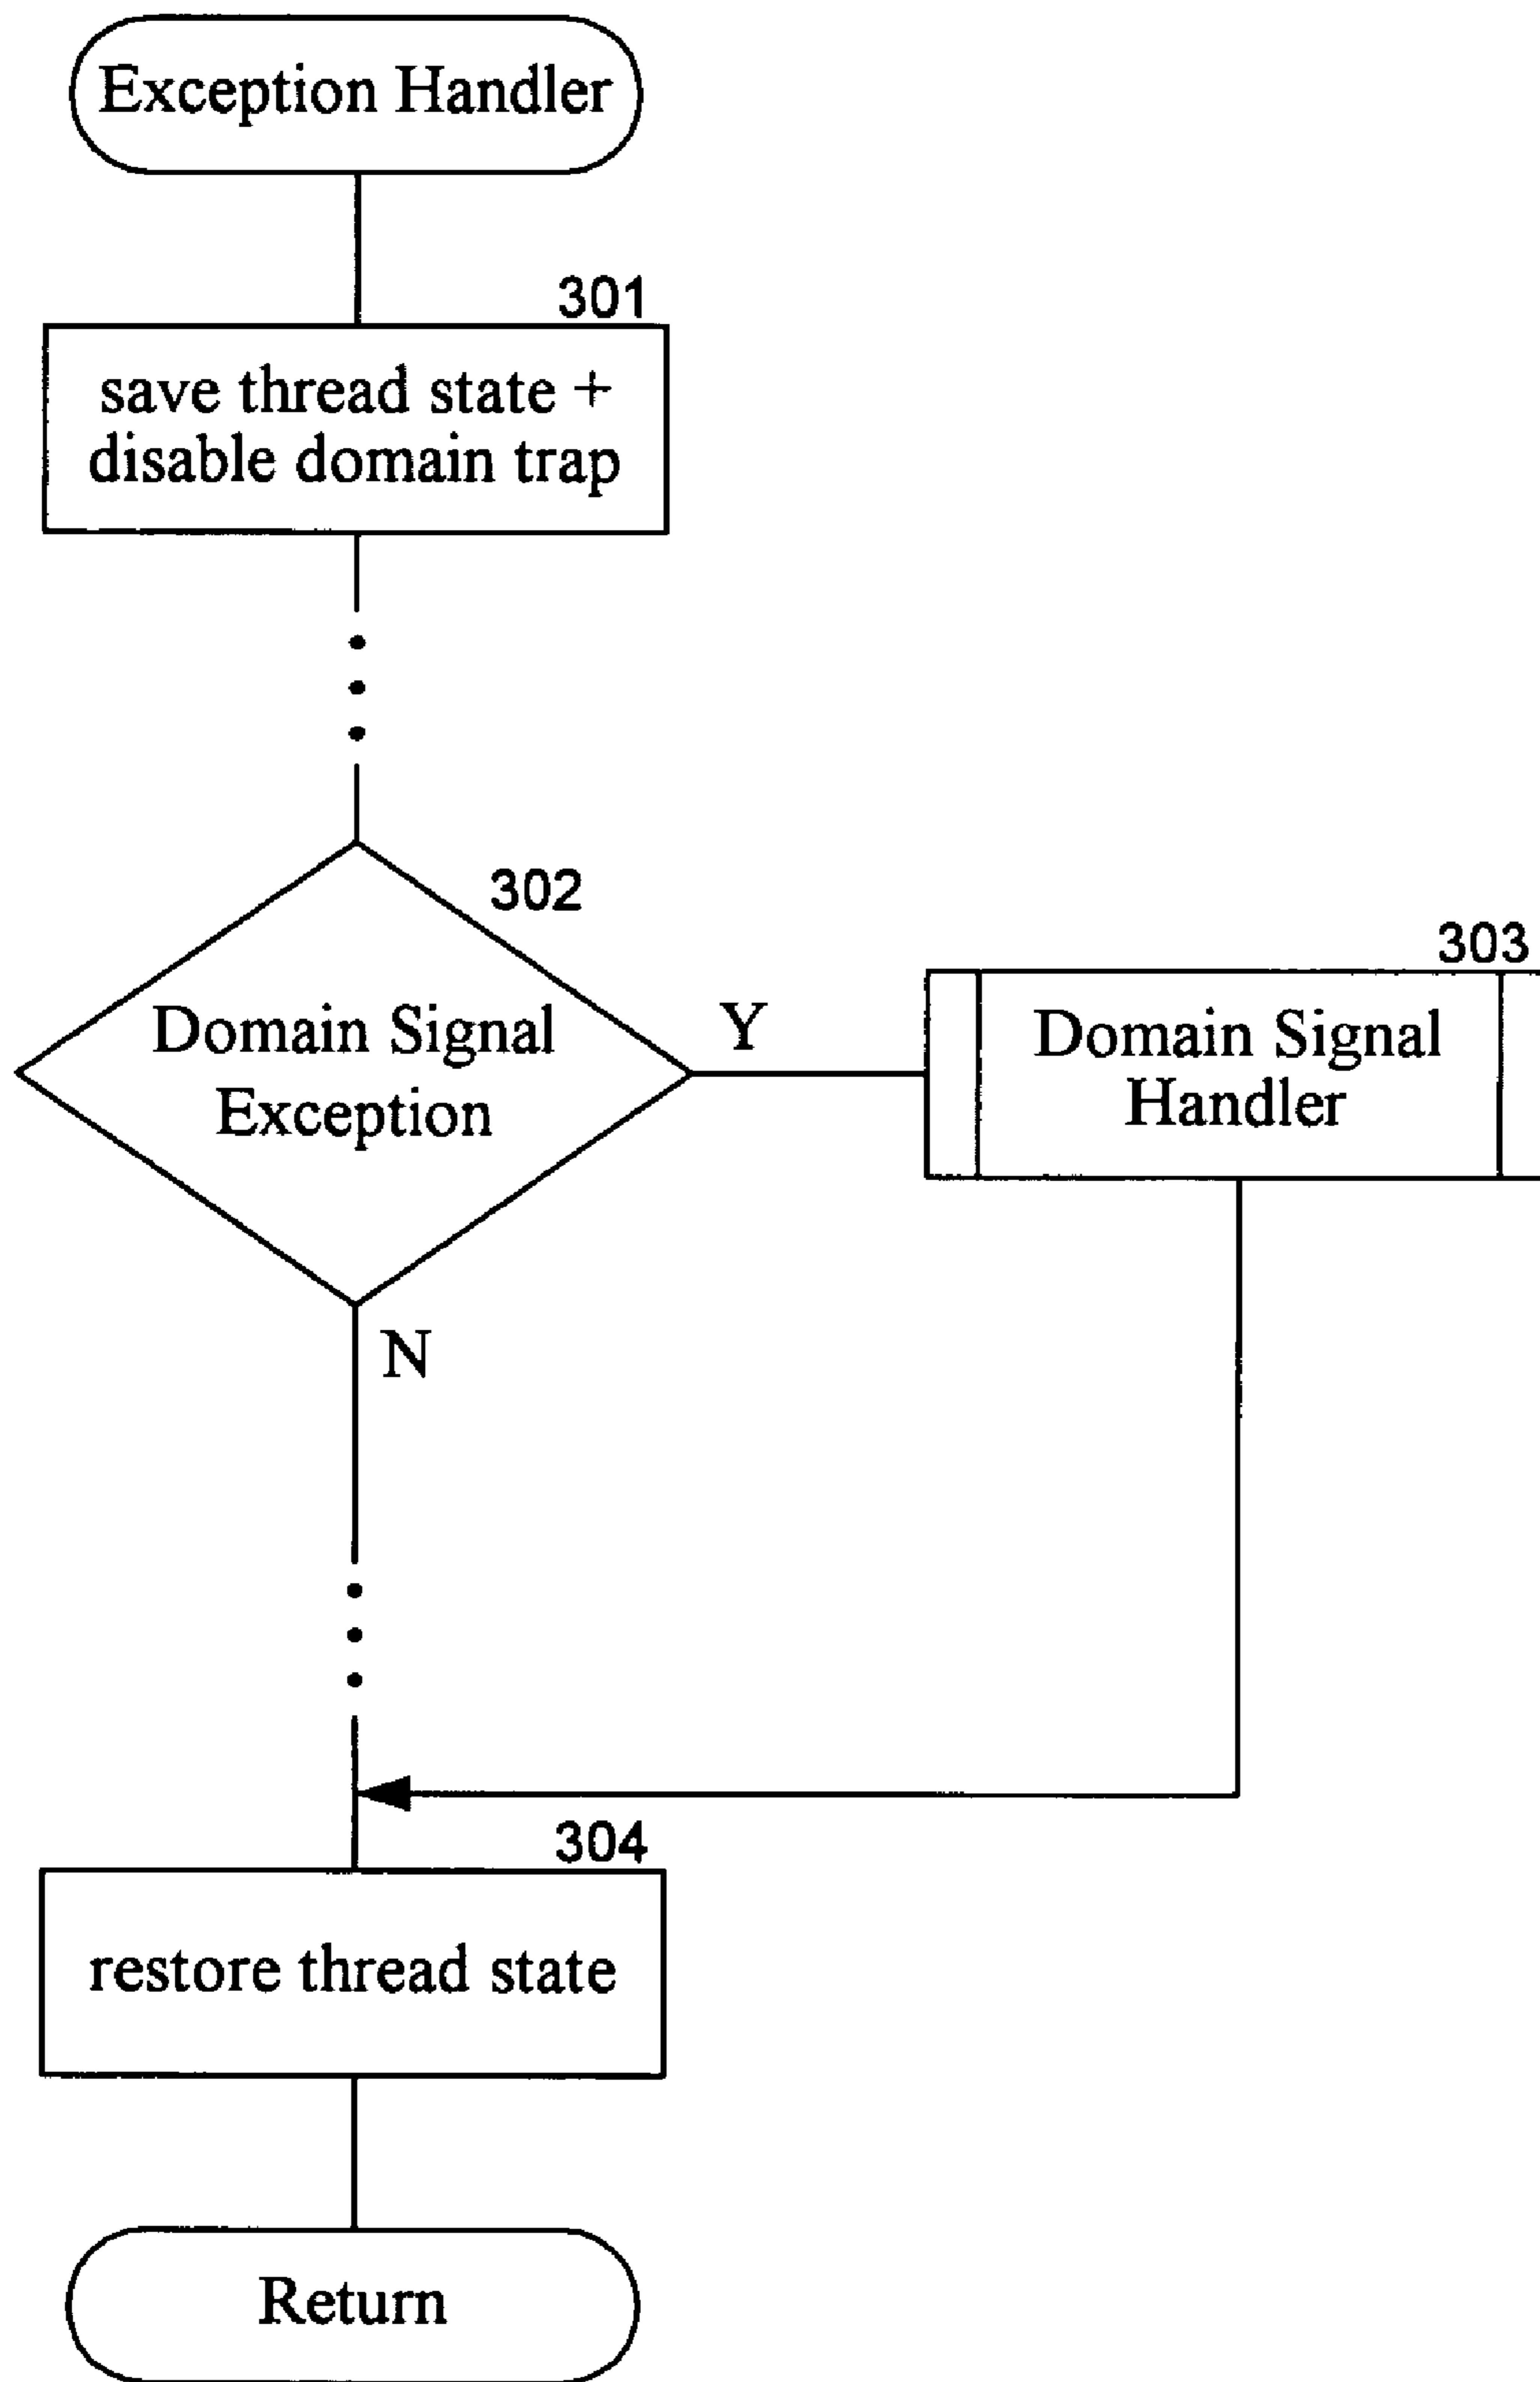 Exception Handler
301
save thread state +
disable domain trap
302
Domain Signal
Exception
Y
303
Domain Signal
Handler
N
304
restore thread state
Return